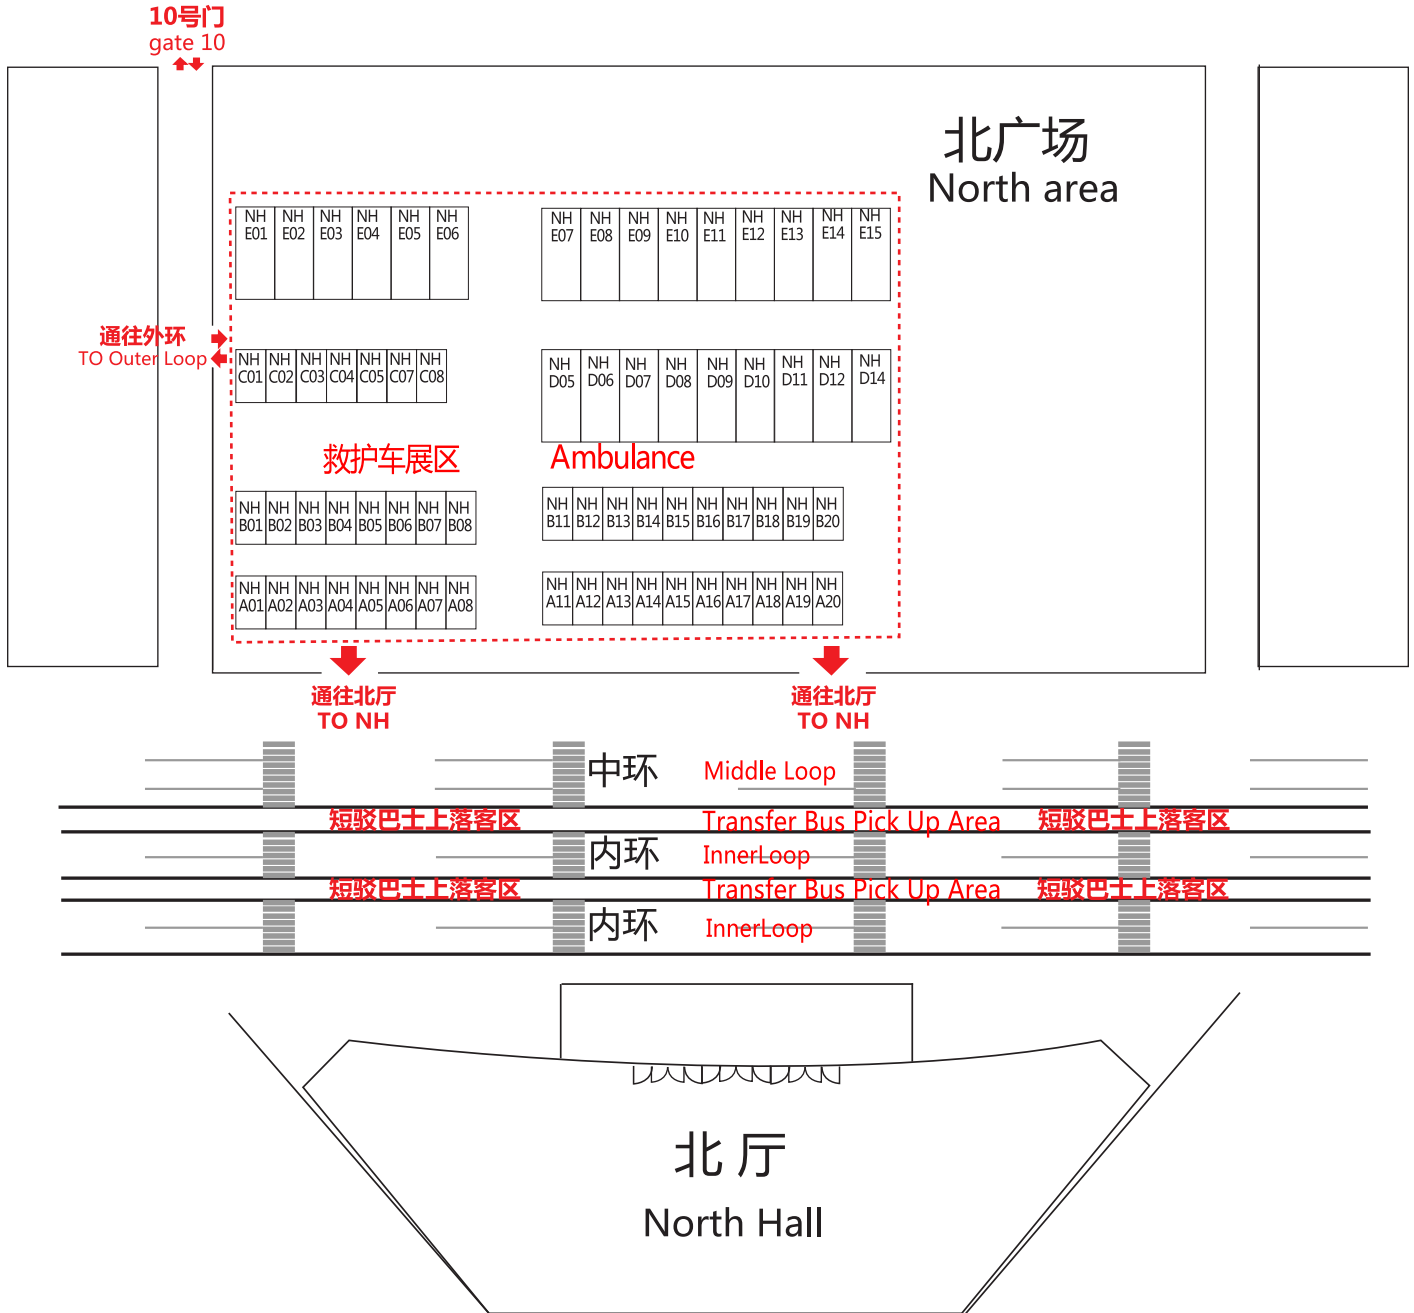 10号门
gate 10
北广场
North area
NH E01 NH E02 NH E03 NH E04 NH E05 NH E06 NH E07 NH E08 NH E09 NH E10 NH E11 NH E12 NH E13 NH E14 NH E15
通往外环
TO Outer Loop
NH C01 NH C02 NH C03 NH C04 NH C05 NH C07 NH C08 NH D05 NH D06 NH D07 NH D08 NH D09 NH D10 NH D11 NH D12 NH D14
救护车展区 Ambulance
NH B01 NH B02 NH B03 NH B04 NH B05 NH B06 NH B07 NH B08 NH B11 NH B12 NH B13 NH B14 NH B15 NH B16 NH B17 NH B18 NH B19 NH B20
NH A01 NH A02 NH A03 NH A04 NH A05 NH A06 NH A07 NH A08 NH A11 NH A12 NH A13 NH A14 NH A15 NH A16 NH A17 NH A18 NH A19 NH A20
通往北厅 通往北厅
TO NH TO NH
中环 Middle Loop
短驳巴士上落客区 Transfer Bus Pick Up Area 短驳巴士上落客区
内环 InnerLoop
短驳巴士上落客区 Transfer Bus Pick Up Area 短驳巴士上落客区
内环 InnerLoop
北厅
North Hall